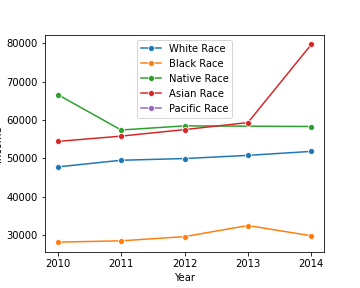 80000
70000
60000
50000
40000
30000
White Race
Black Race
Native Race
Asian Race
Pacific Race
2010 2011 2012 2013 2014
Year